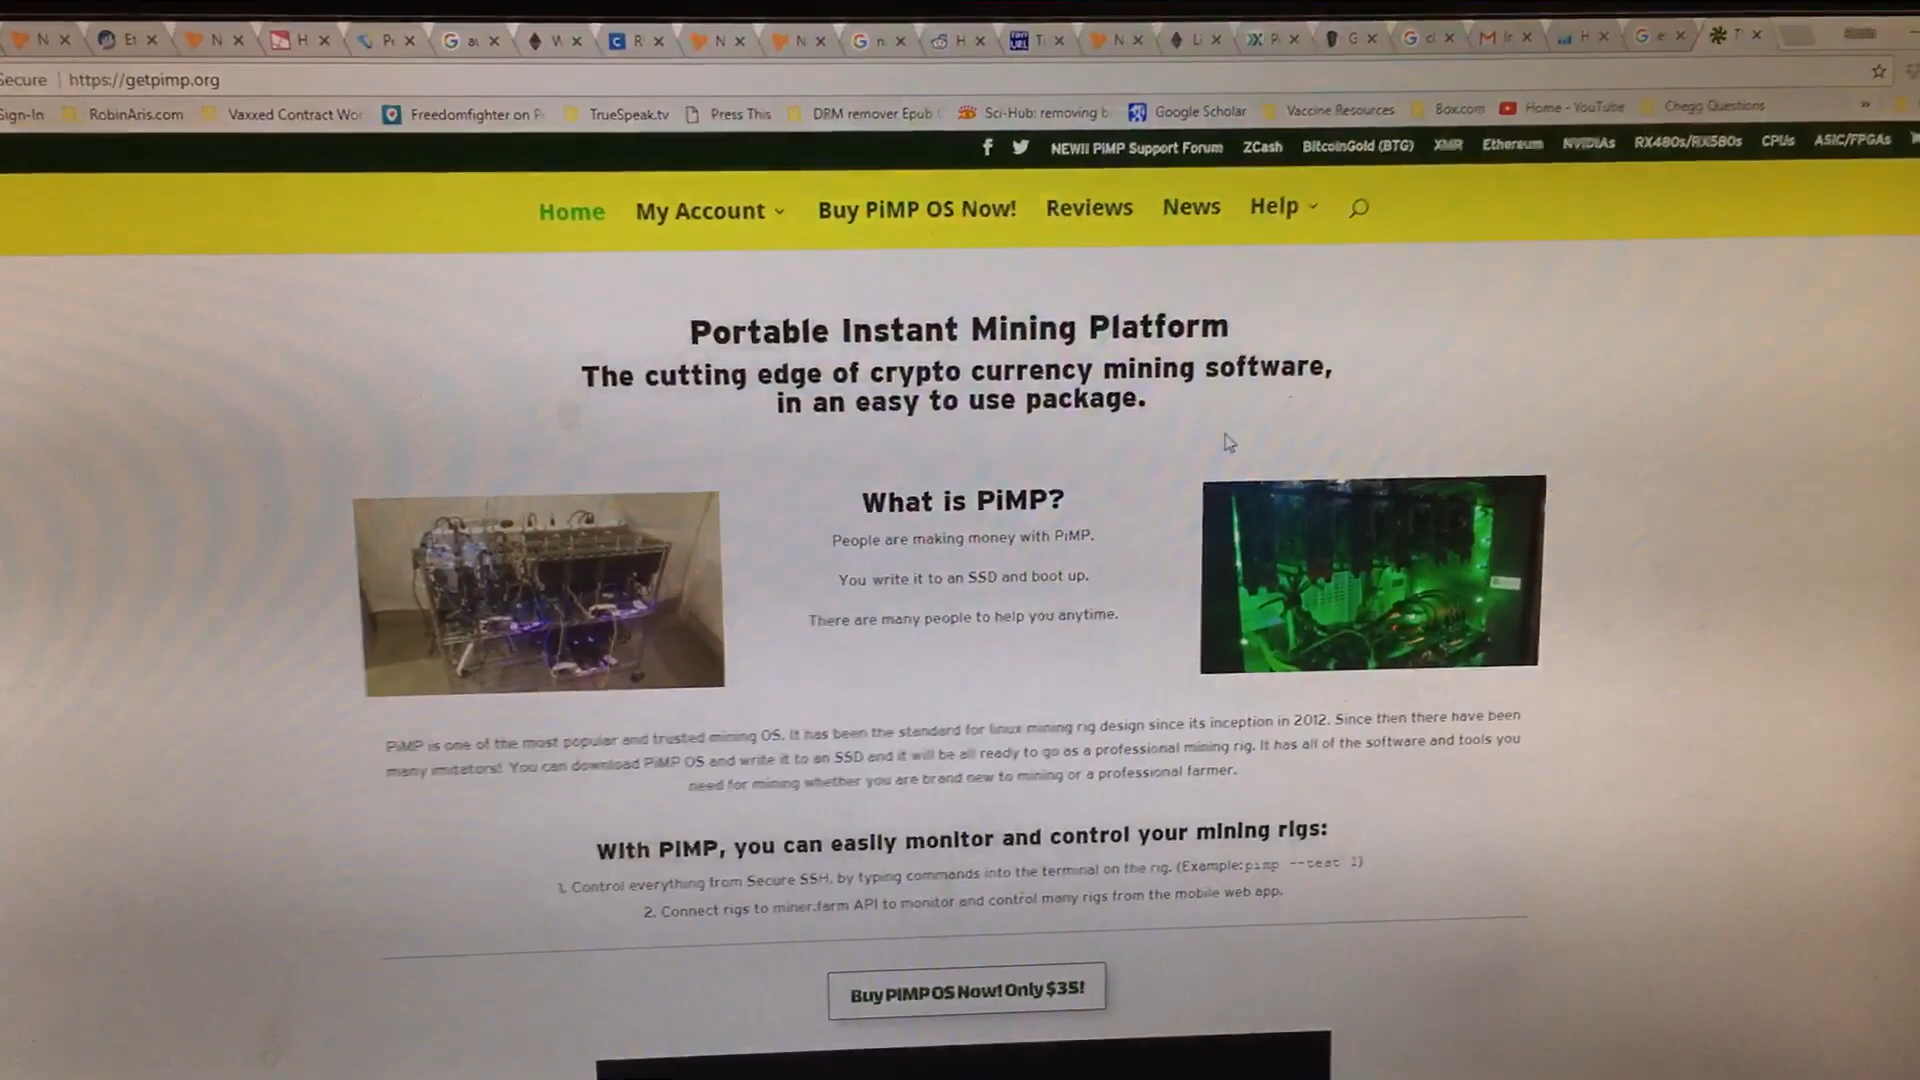 N
Et
N
H
Pe
G
W
R
N
N
n
H
T
N
Li
P
G
cl
Ir
H
e
T
Secure | https://getpimp.org
Sign-In RobinAris.com Vaxxed Contract Wor Freedomfighter on P TrueSpeak.tv Press This DRM remover Epub Sci-Hub: removing b Google Scholar Vaccine Resources Box.com Home - YouTube Chegg Questions »
NEW!! PiMP Support Forum ZCash BitcoinGold (BTG) XMR Ethereum NVIDIAs RX480s/RX580s CPUs ASIC/FPGAs
Home My Account Buy PiMP OS Now! Reviews News Help
Portable Instant Mining Platform
The cutting edge of crypto currency mining software,
in an easy to use package.
What is PiMP?
People are making money with PiMP.
You write it to an SSD and boot up.
There are many people to help you anytime.
PiMP is one of the most popular and trusted mining OS. It has been the standard for linux mining rig design since its inception in 2012. Since then there have been
many imitators! You can download PiMP OS and write it to an SSD and it will be all ready to go as a professional mining rig. It has all of the software and tools you
need for mining whether you are brand new to mining or a professional farmer.
With PiMP, you can easily monitor and control your mining rigs:
1. Control everything from Secure SSH, by typing commands into the terminal on the rig. (Example: pimp --test 1)
2. Connect rigs to miner.farm API to monitor and control many rigs from the mobile web app.
Buy PiMP OS Now! Only $35!